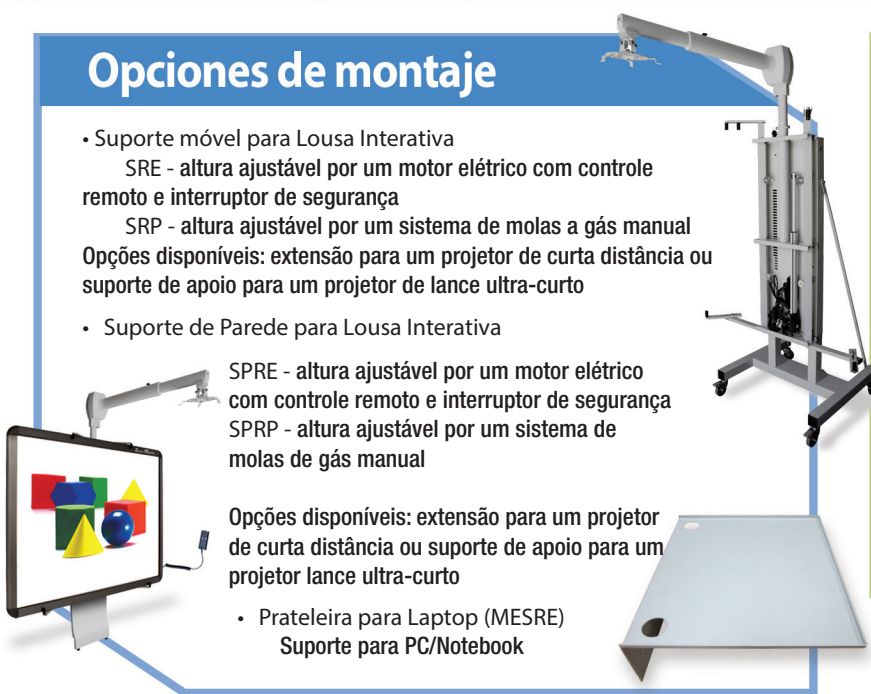 Opciones de montaje
• Suporte móvel para Lousa Interativa
SRE - altura ajustável por um motor elétrico com controle
remoto e interruptor de segurança
SRP - altura ajustável por um sistema de molas a gás manual
Opções disponíveis: extensão para um projetor de curta distância ou
suporte de apoio para um projetor de lance ultra-curto
• Suporte de Parede para Lousa Interativa
SPRE - altura ajustável por um motor elétrico
com controle remoto e interruptor de segurança
SPRP - altura ajustável por um sistema de
molas de gás manual
Opções disponíveis: extensão para um projetor
de curta distância ou suporte de apoio para um
projetor lance ultra-curto
• Prateleira para Laptop (MESRE)
Suporte para PC/Notebook